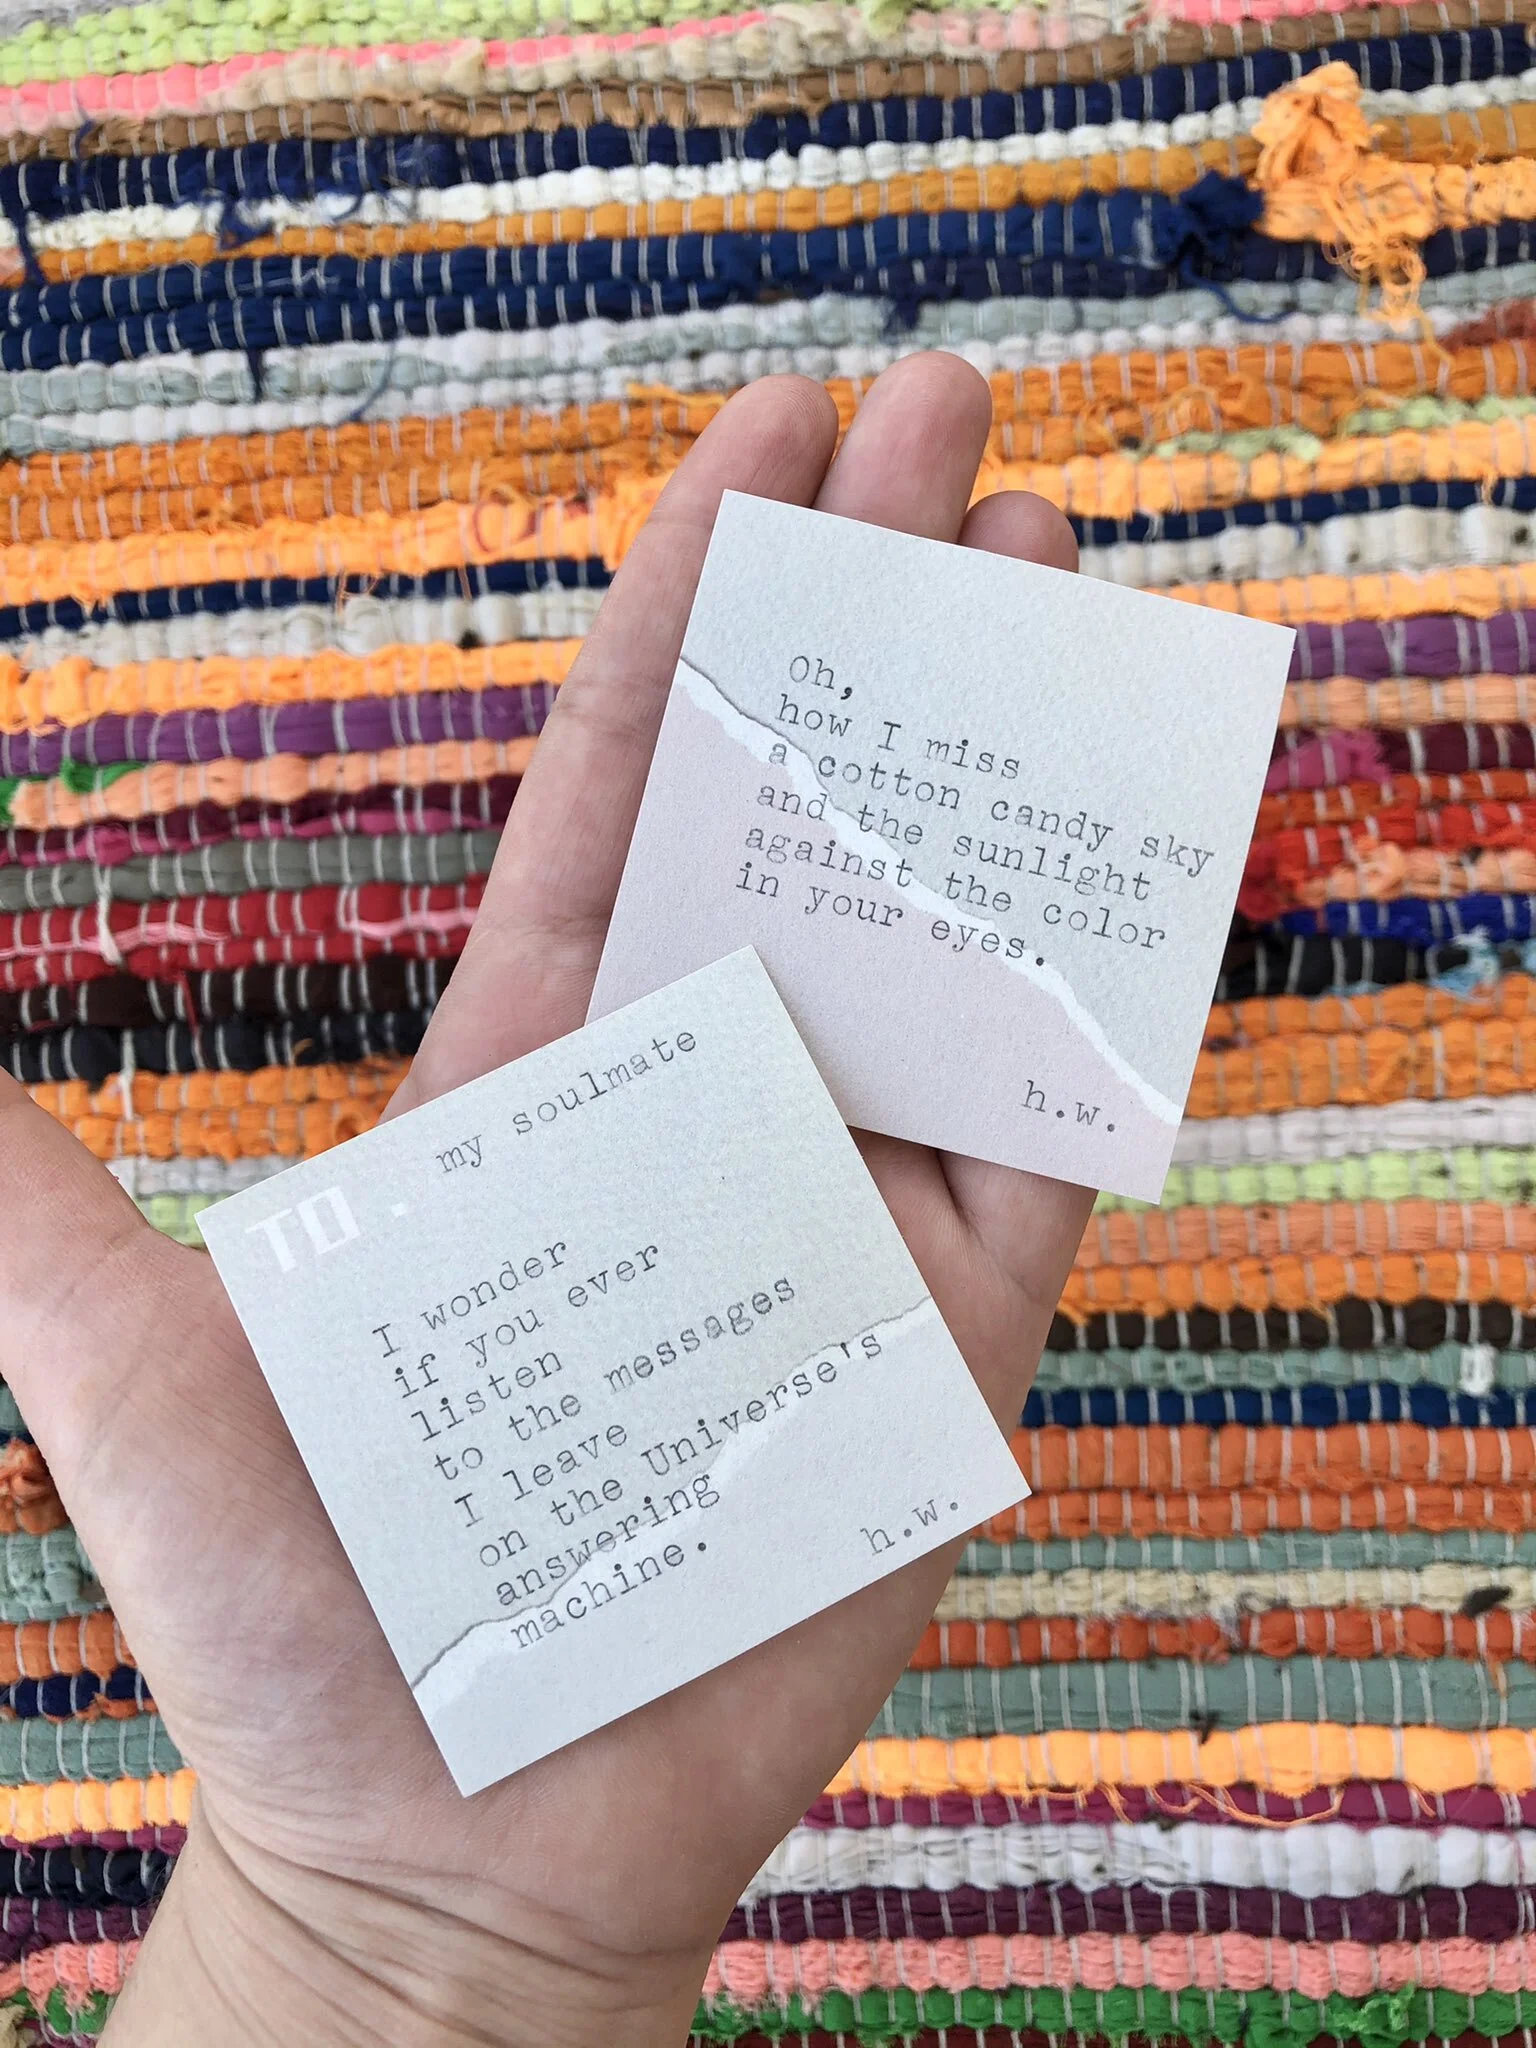 Oh,
how I miss
a cotton candy sky
and the sunlight
against the color
in your eyes.
h.w.
TO. my soulmate
I wonder
if you ever
listen
to the messages
I leave
on the Universe's
answering
machine.
h.w.